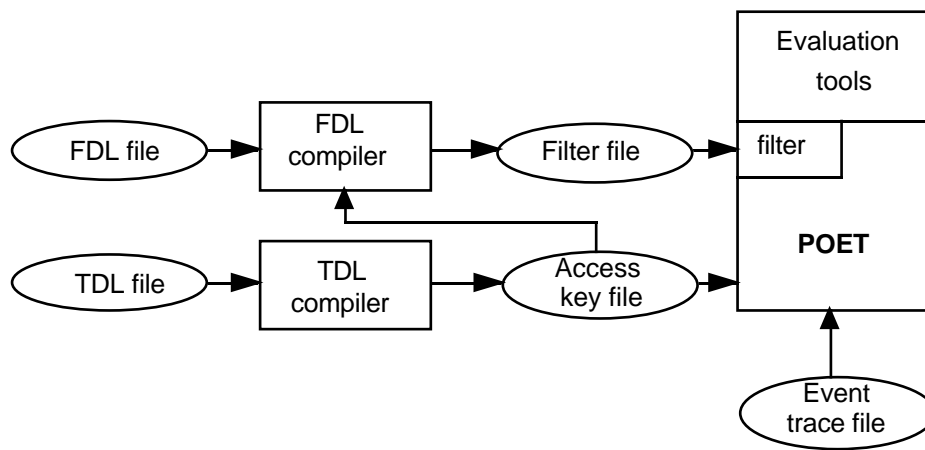 Evaluation
tools
FDL file
FDL
compiler
Filter file
filter
POET
TDL file
TDL
compiler
Access
key file
Event
trace file